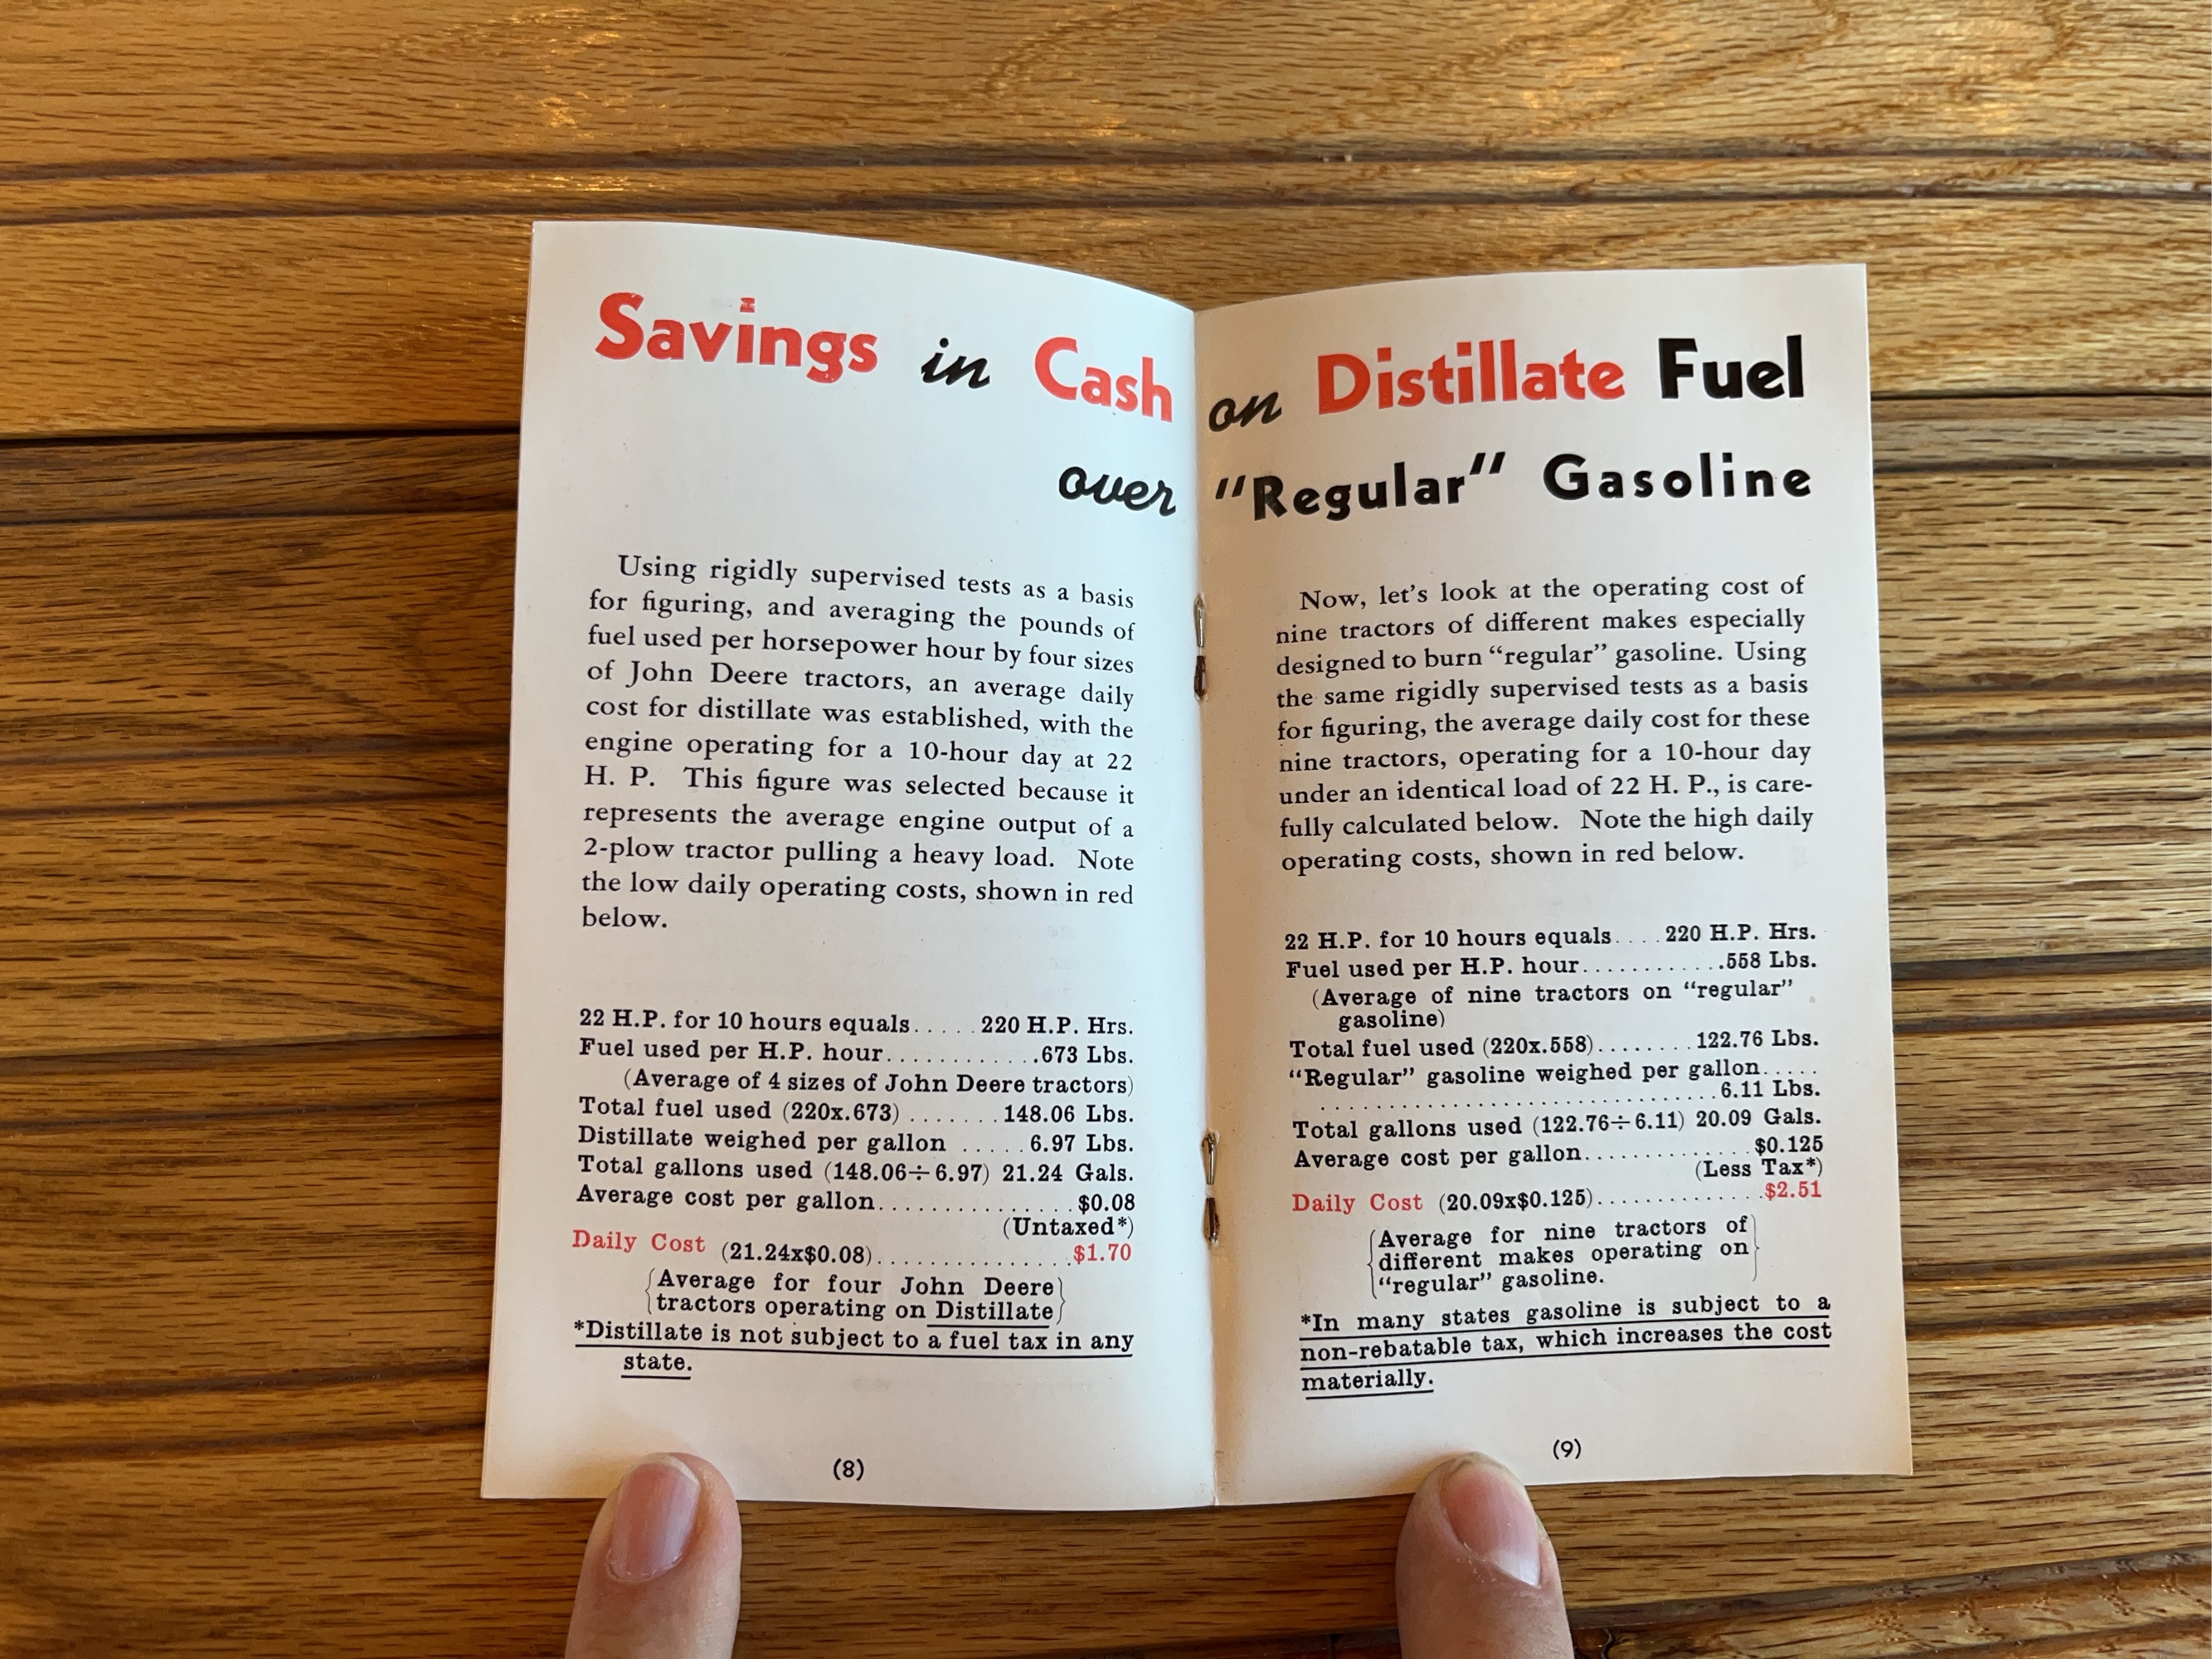 Savings in Cash on Distillate Fuel
over "Regular" Gasoline
Using rigidly supervised tests as a basis
for figuring, and averaging the pounds of
fuel used per horsepower hour by four sizes
of John Deere tractors, an average daily
cost for distillate was established, with the
engine operating for a 10-hour day at 22
H. P. This figure was selected because it
represents the average engine output of a
2-plow tractor pulling a heavy load. Note
the low daily operating costs, shown in red
below.
22 H.P. for 10 hours equals..... 220 H.P. Hrs.
Fuel used per H.P. hour............ .673 Lbs.
(Average of 4 sizes of John Deere tractors)
Total fuel used (220x.673) ....... 148.06 Lbs.
Distillate weighed per gallon ..... 6.97 Lbs.
Total gallons used (148.06÷6.97) 21.24 Gals.
Average cost per gallon................ $0.08
(Untaxed*)
Daily Cost (21.24x$0.08)............... $1.70
{Average for four John Deere}
{tractors operating on Distillate}
*Distillate is not subject to a fuel tax in any
state.
(8)
Now, let's look at the operating cost of
nine tractors of different makes especially
designed to burn "regular" gasoline. Using
the same rigidly supervised tests as a basis
for figuring, the average daily cost for these
nine tractors, operating for a 10-hour day
under an identical load of 22 H. P., is care-
fully calculated below. Note the high daily
operating costs, shown in red below.
22 H.P. for 10 hours equals.... 220 H.P. Hrs.
Fuel used per H.P. hour............ .558 Lbs.
(Average of nine tractors on "regular"
gasoline)
Total fuel used (220x.558)........ 122.76 Lbs.
"Regular" gasoline weighed per gallon.....
................................. 6.11 Lbs.
Total gallons used (122.76÷6.11) 20.09 Gals.
Average cost per gallon.............. $0.125
(Less Tax*)
Daily Cost (20.09x$0.125).............. $2.51
{Average for nine tractors of}
{different makes operating on}
{"regular" gasoline.}
*In many states gasoline is subject to a
non-rebatable tax, which increases the cost
materially.
(9)